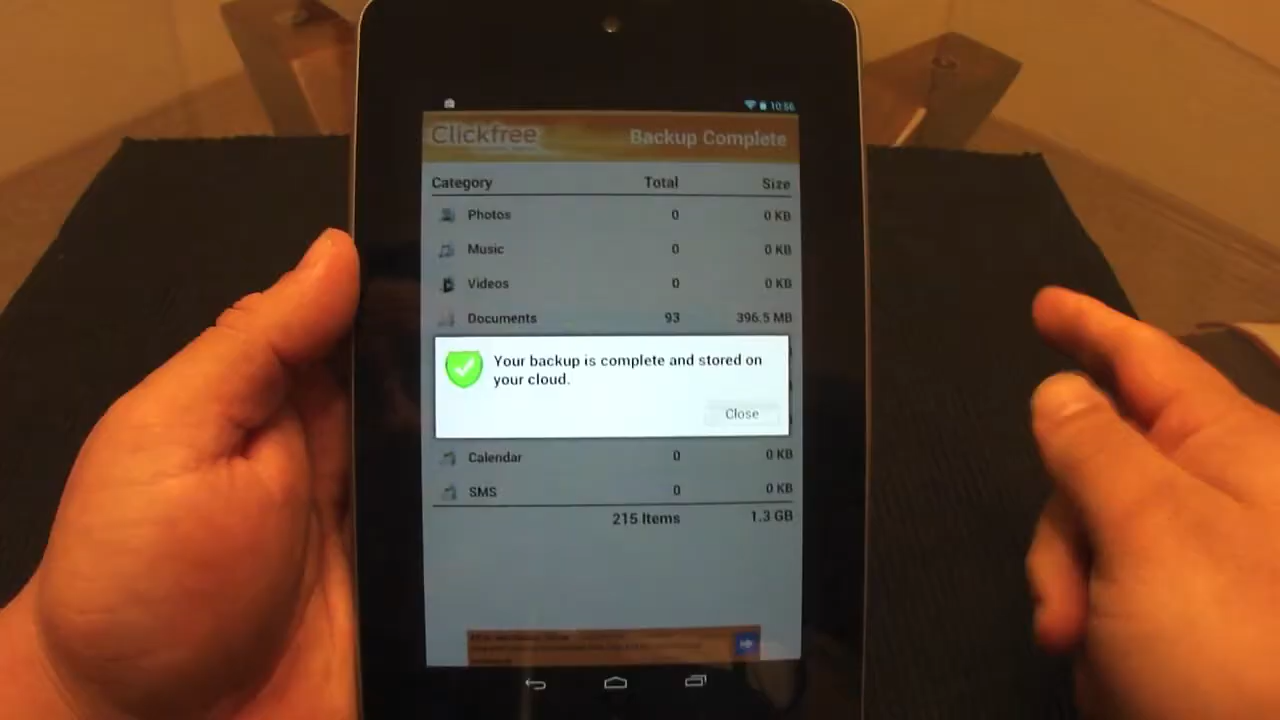 10:56
Clickfree Backup Complete
Category Total Size
Photos 0 0 KB
Music 0 0 KB
Videos 0 0 KB
Documents 93 396.5 MB
Your backup is complete and stored on
your cloud.
Close
Calendar 0 0 KB
SMS 0 0 KB
215 Items 1.3 GB